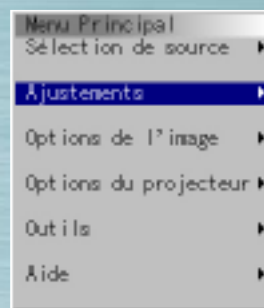 Menu Principal
Sélection de source
Ajustements
Options de l'image
Options du projecteur
Outils
Aide